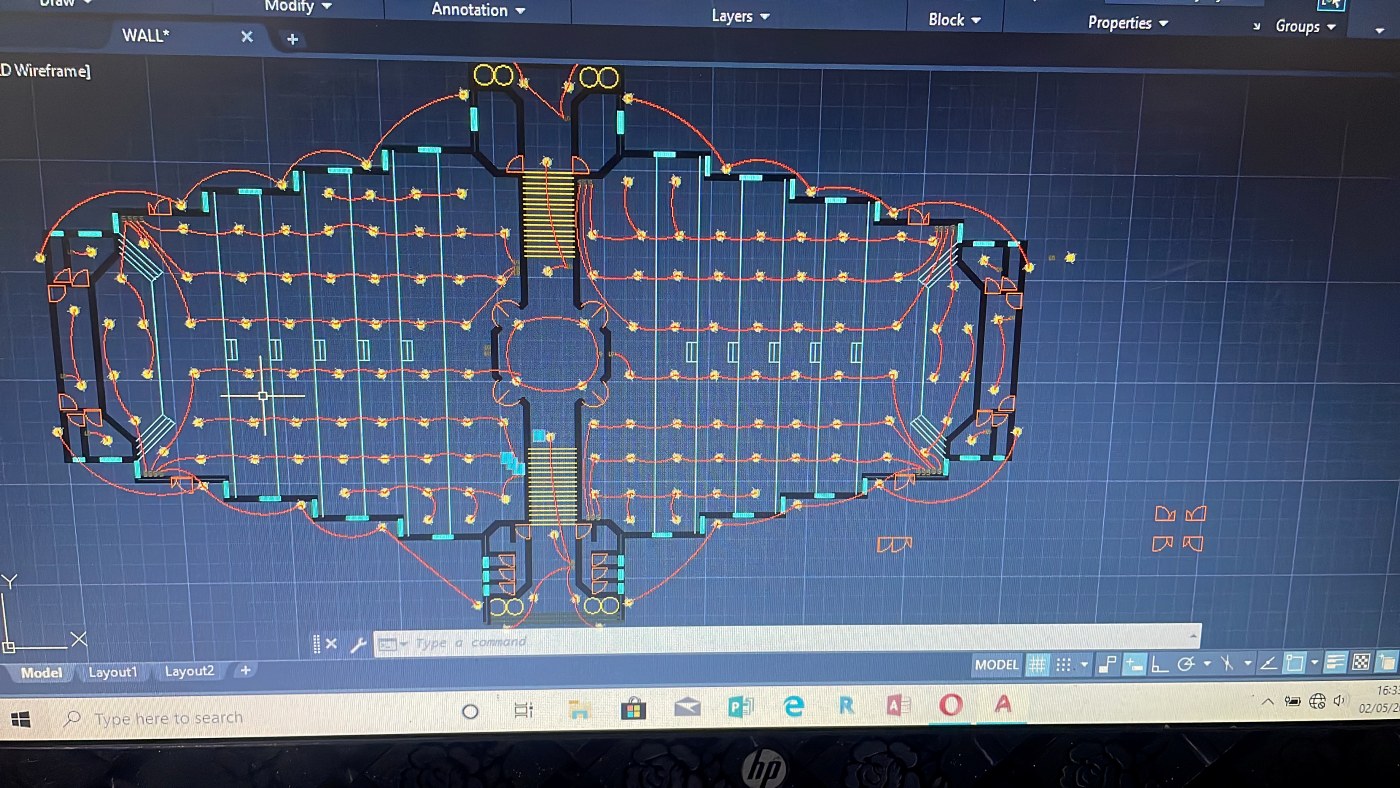 Draw
Modify
Annotation
Layers
Block
Properties
Groups
WALL*
D Wireframe]
Y
X
Type a command
Model
Layout1
Layout2
MODEL
Type here to search
16:3
02/05/2
hp